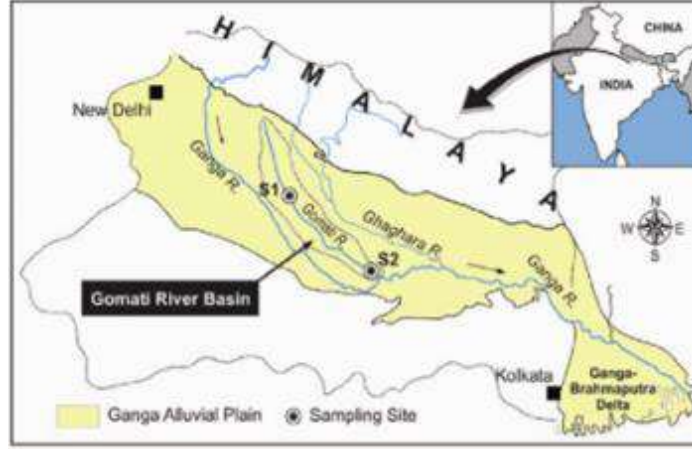 HIMALAYA
CHINA
INDIA
New Delhi
Ganga R.
S1
Gomati R.
Ghaghara R.
S2
Ganga R.
N
W E
S
Gomati River Basin
Kolkata
Ganga-
Brahmaputra
Delta
Ganga Alluvial Plain
Sampling Site